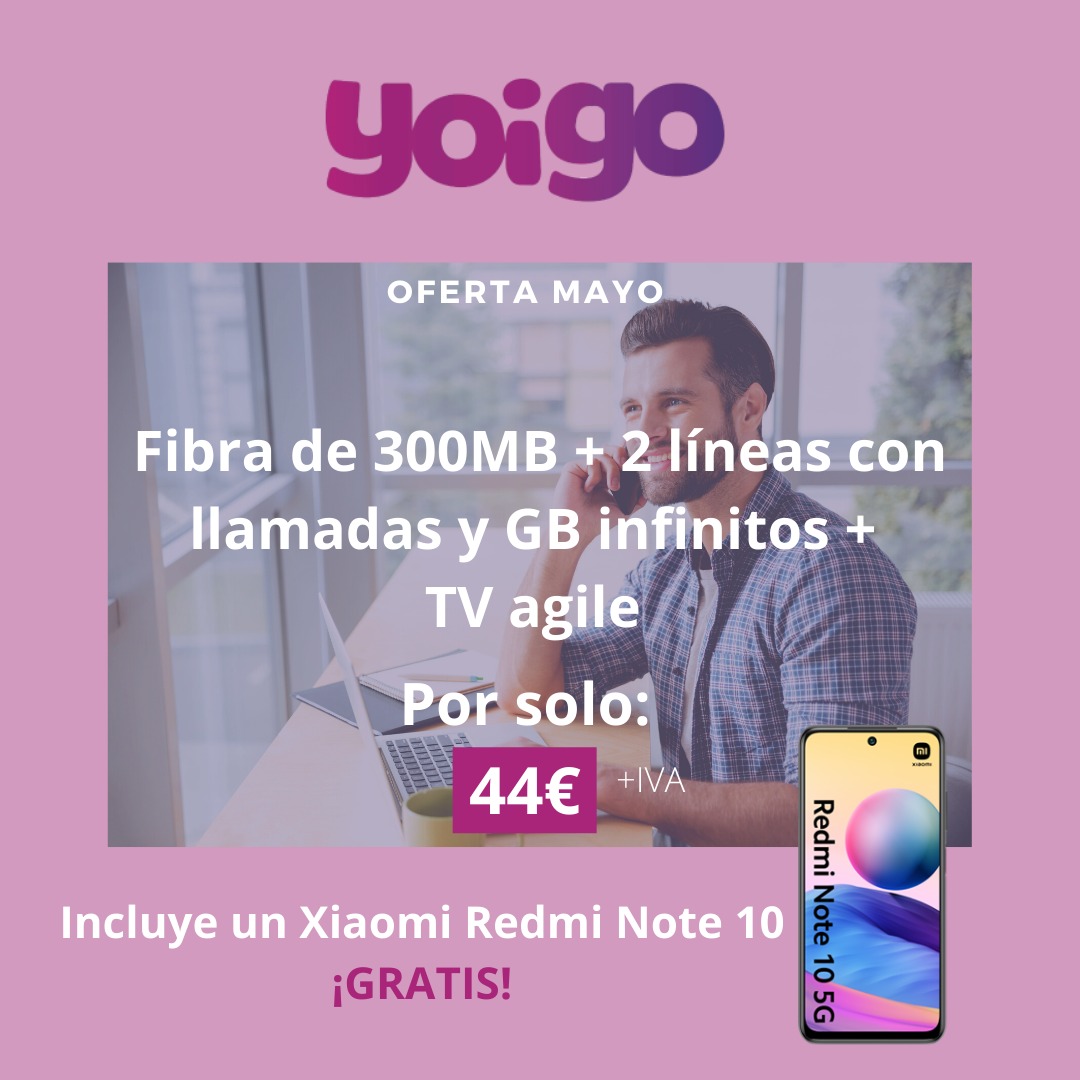 yoigo
OFERTA MAYO
Fibra de 300MB + 2 líneas con
llamadas y GB infinitos +
TV agile
Por solo:
44€ +IVA
Incluye un Xiaomi Redmi Note 10
¡GRATIS!
xiaomi
Redmi Note 10 5G